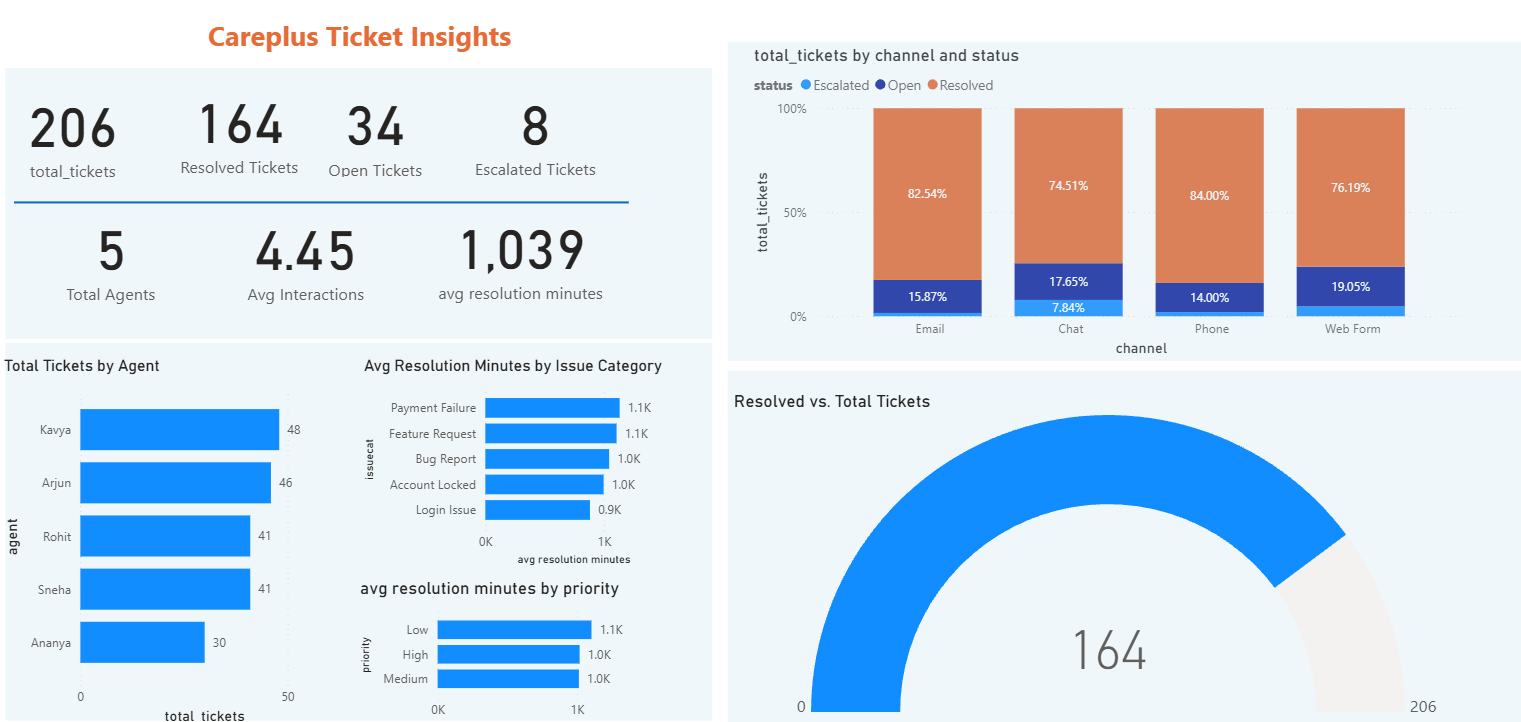 Careplus Ticket Insights
206
total_tickets
164
Resolved Tickets
34
Open Tickets
8
Escalated Tickets
5
Total Agents
4.45
Avg Interactions
1,039
avg resolution minutes
Total Tickets by Agent
agent
Kavya 48
Arjun 46
Rohit 41
Sneha 41
Ananya 30
0 50
total_tickets
Avg Resolution Minutes by Issue Category
issuecat
Payment Failure 1.1K
Feature Request 1.1K
Bug Report 1.0K
Account Locked 1.0K
Login Issue 0.9K
0K 1K
avg resolution minutes
avg resolution minutes by priority
priority
Low 1.1K
High 1.0K
Medium 1.0K
0K 1K
total_tickets by channel and status
status Escalated Open Resolved
total_tickets
100%
50%
0%
82.54% 74.51% 84.00% 76.19%
15.87% 17.65% 14.00% 19.05%
7.84%
Email Chat Phone Web Form
channel
Resolved vs. Total Tickets
164
0 206